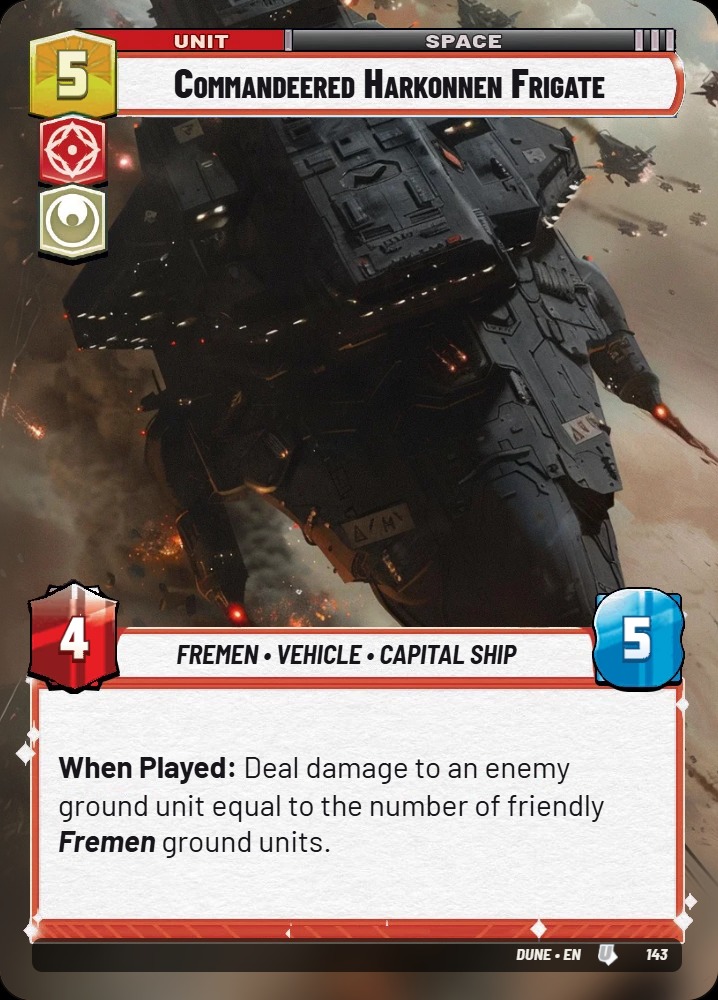 UNIT SPACE
5
COMMANDEERED HARKONNEN FRIGATE
4
FREMEN • VEHICLE • CAPITAL SHIP
5
When Played: Deal damage to an enemy
ground unit equal to the number of friendly
Fremen ground units.
DUNE • EN U 143